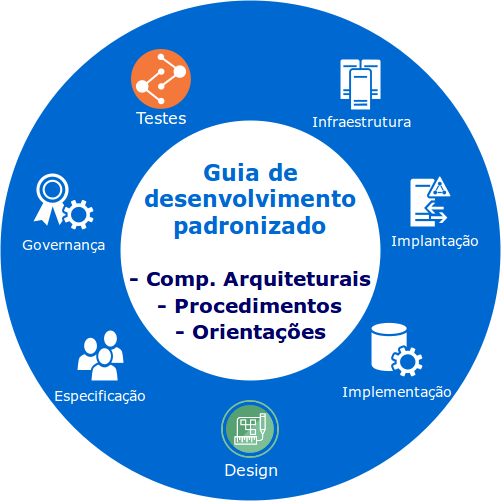 Testes
Infraestrutura
Guia de
desenvolvimento
padronizado
Governança
Implantação
– Comp. Arquiteturais
– Procedimentos
– Orientações
Especificação
Implementação
Design